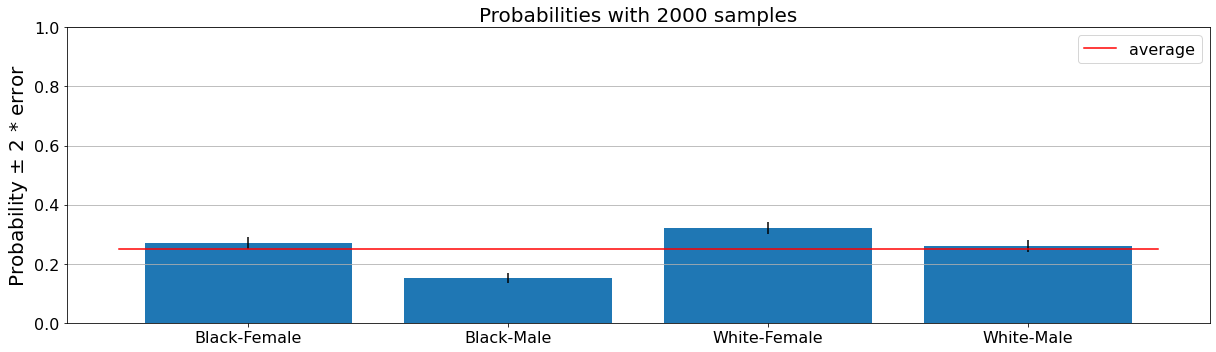 Probabilities with 2000 samples
Probability ± 2 * error
1.0
0.8
0.6
0.4
0.2
0.0
average
Black-Female
Black-Male
White-Female
White-Male